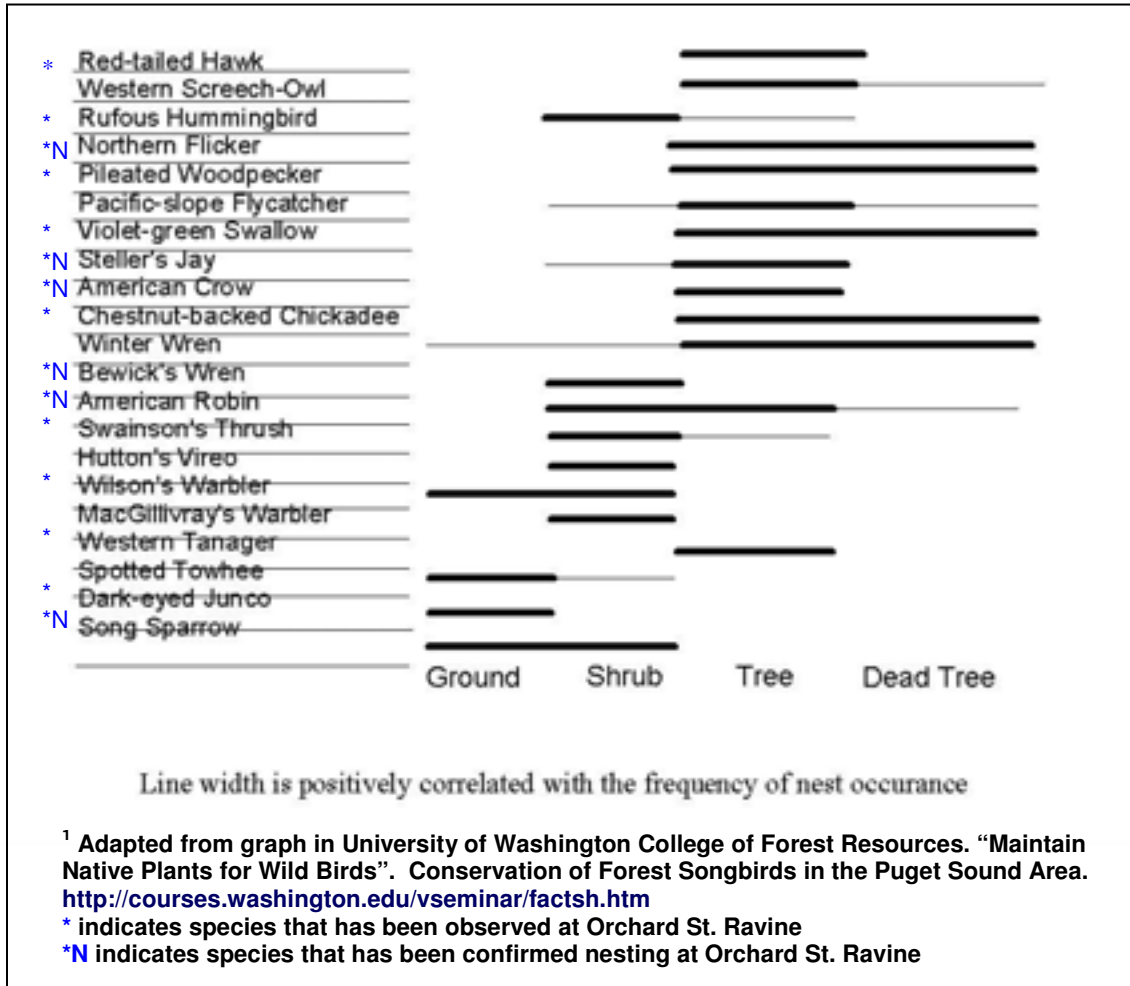 * Red-tailed Hawk
Western Screech-Owl
* Rufous Hummingbird
*N Northern Flicker
* Pileated Woodpecker
Pacific-slope Flycatcher
* Violet-green Swallow
*N Steller's Jay
*N American Crow
* Chestnut-backed Chickadee
Winter Wren
*N Bewick's Wren
*N American Robin
* Swainson's Thrush
Hutton's Vireo
* Wilson's Warbler
MacGillivray's Warbler
* Western Tanager
Spotted Towhee
* Dark-eyed Junco
*N Song Sparrow
Ground Shrub Tree Dead Tree
Line width is positively correlated with the frequency of nest occurance
1 Adapted from graph in University of Washington College of Forest Resources. “Maintain
Native Plants for Wild Birds”. Conservation of Forest Songbirds in the Puget Sound Area.
http://courses.washington.edu/vseminar/factsh.htm
* indicates species that has been observed at Orchard St. Ravine
*N indicates species that has been confirmed nesting at Orchard St. Ravine